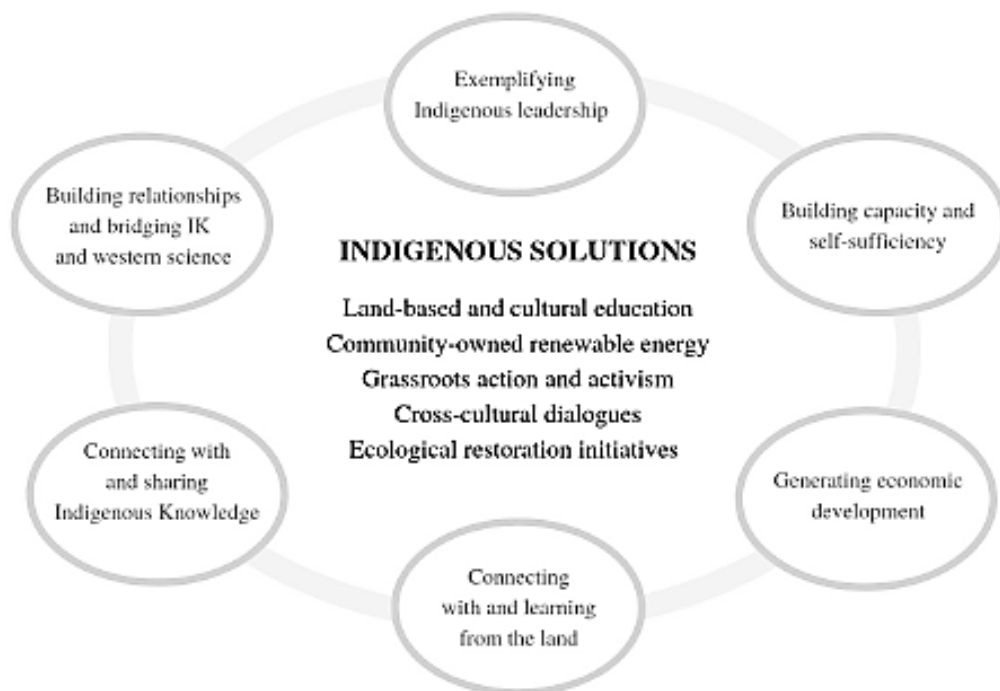 Exemplifying
Indigenous leadership
Building relationships
and bridging IK
and western science
Building capacity and
self-sufficiency
INDIGENOUS SOLUTIONS
Land-based and cultural education
Community-owned renewable energy
Grassroots action and activism
Cross-cultural dialogues
Ecological restoration initiatives
Connecting with
and sharing
Indigenous Knowledge
Generating economic
development
Connecting
with and learning
from the land